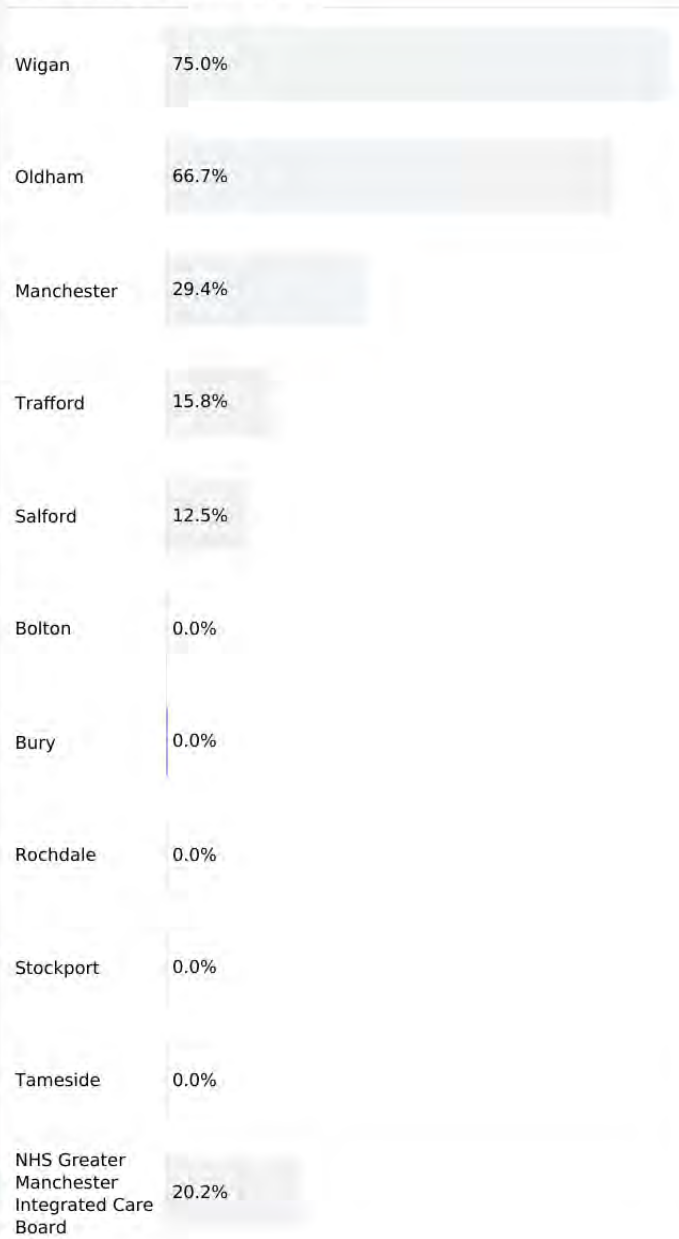 Wigan 75.0%
Oldham 66.7%
Manchester 29.4%
Trafford 15.8%
Salford 12.5%
Bolton 0.0%
Bury 0.0%
Rochdale 0.0%
Stockport 0.0%
Tameside 0.0%
NHS Greater
Manchester
Integrated Care 20.2%
Board